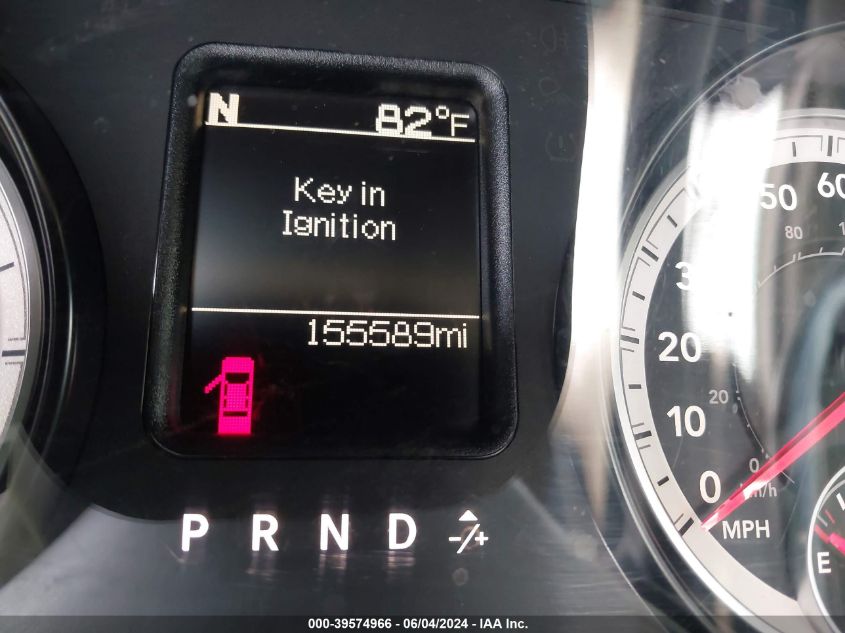 N 82°F
Key in
Ignition
155589mi
P R N D -/+
50 60
80
20
20
10
0
0
km/h
MPH
E
000-39574966 - 06/04/2024 - IAA Inc.